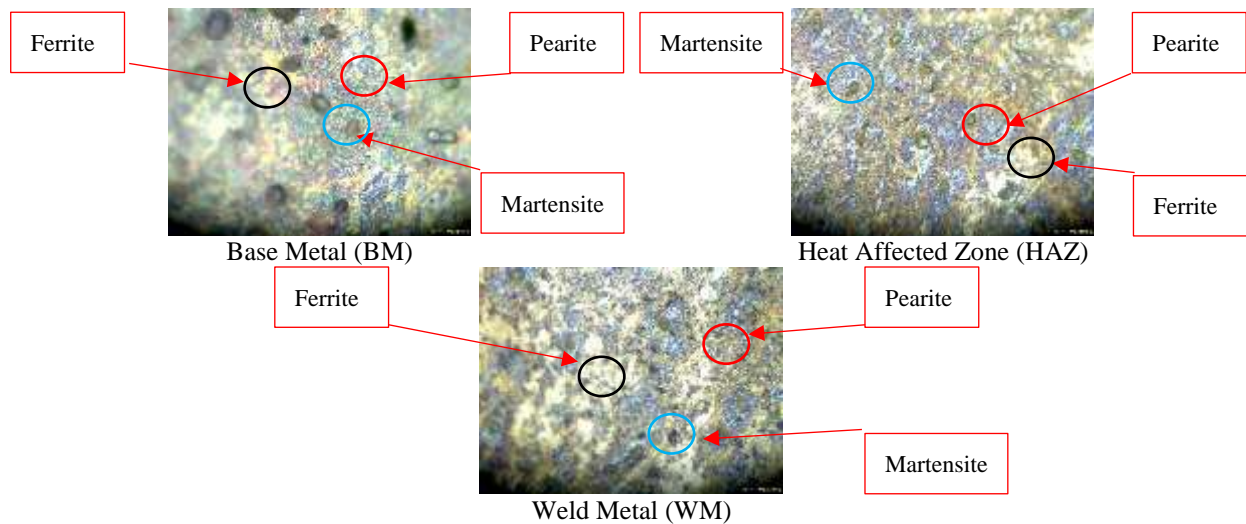 Ferrite
Pearite
Martensite
Base Metal (BM)
Martensite
Pearite
Ferrite
Heat Affected Zone (HAZ)
Ferrite
Pearite
Martensite
Weld Metal (WM)